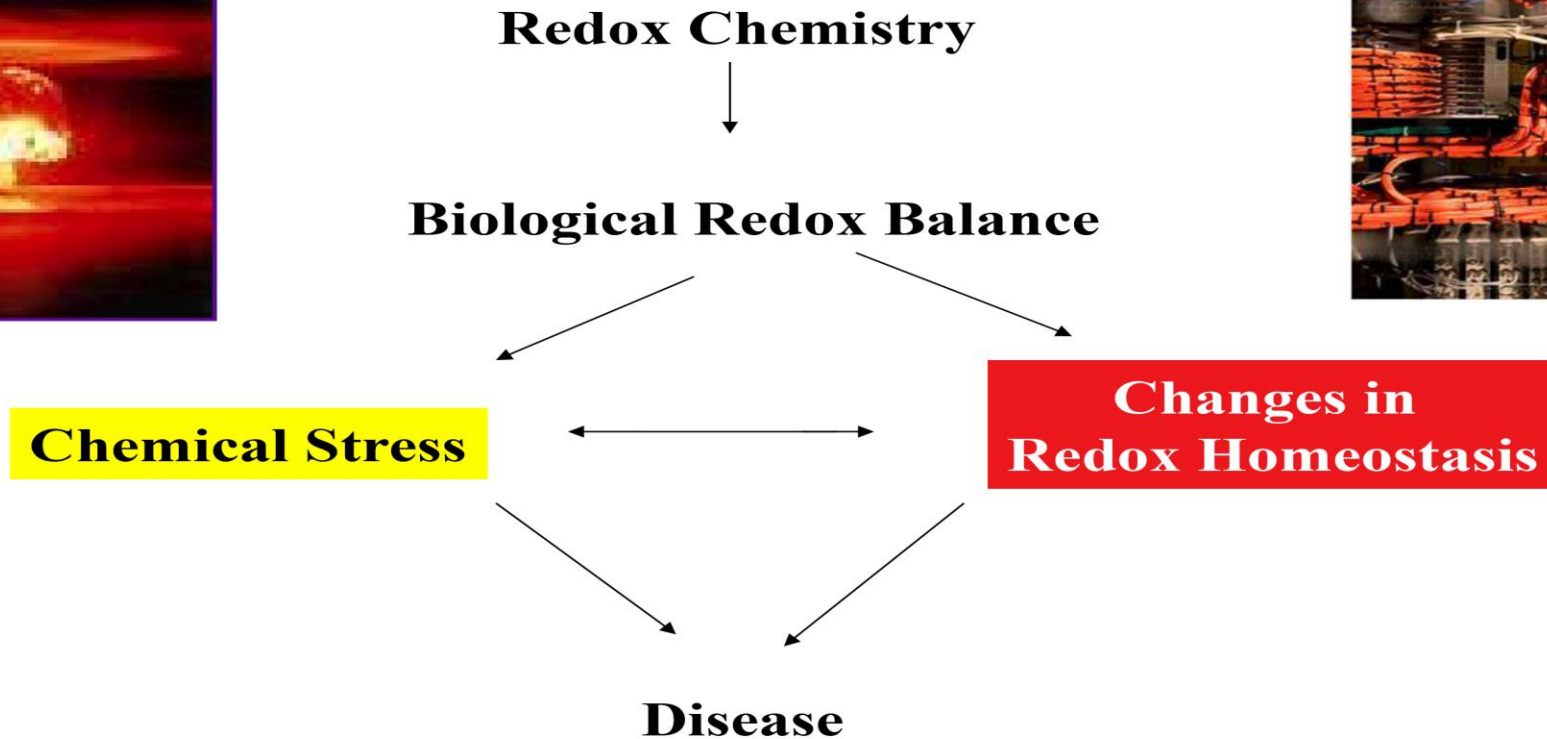 Redox Chemistry
Biological Redox Balance
Chemical Stress
Changes in
Redox Homeostasis
Disease